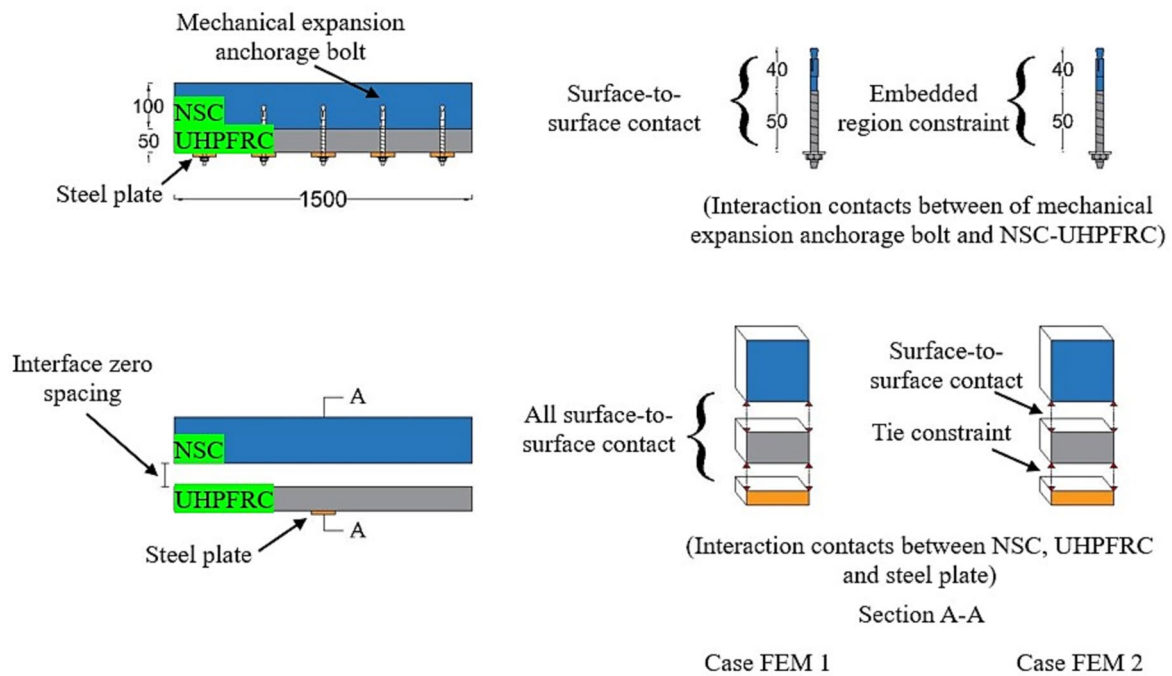 Mechanical expansion
anchorage bolt
100
NSC
50
UHPFRC
Steel plate
1500
Surface-to-
surface contact
40
50
Embedded
region constraint
40
50
(Interaction contacts between of mechanical
expansion anchorage bolt and NSC-UHPFRC)
Interface zero
spacing
A
NSC
UHPFRC
A
Steel plate
All surface-to-
surface contact
Surface-to-
surface contact
Tie constraint
(Interaction contacts between NSC, UHPFRC
and steel plate)
Section A-A
Case FEM 1
Case FEM 2